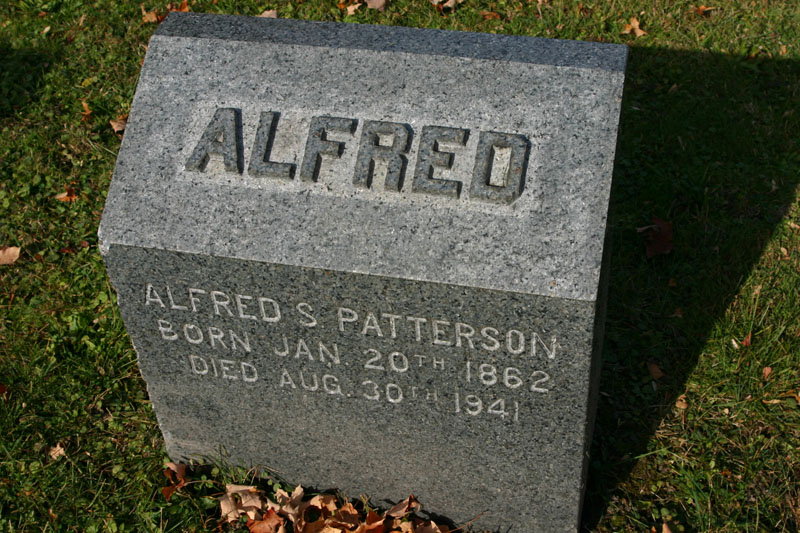 ALFRED
ALFRED S. PATTERSON
BORN JAN. 20TH 1862
DIED AUG. 30TH 1941